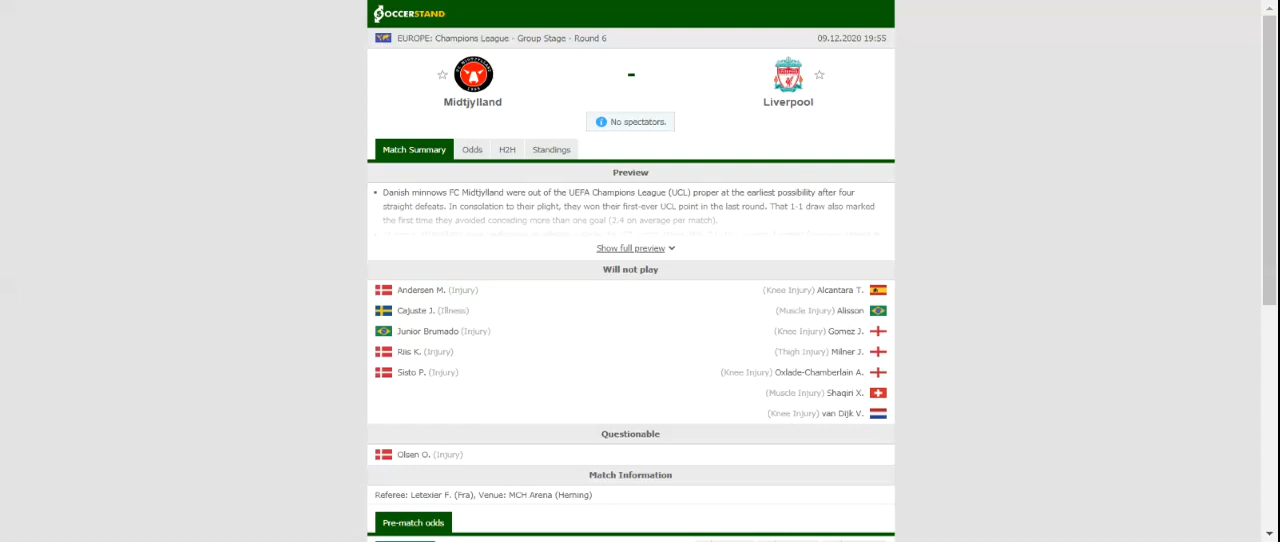 SOCCERSTAND
EUROPE: Champions League - Group Stage - Round 6 09.12.2020 19:55
-
Midtjylland Liverpool
No spectators.
Match Summary Odds H2H Standings
Preview
Danish minnows FC Midtjylland were out of the UEFA Champions League (UCL) proper at the earliest possibility after four
straight defeats. In consolation to their plight, they won their first-ever UCL point in the last round. That 1-1 draw also marked
the first time they avoided conceding more than one goal (2.4 on average per match).
Show full preview
Will not play
Andersen M. (Injury) (Knee Injury) Alcantara T.
Cajuste J. (Illness) (Muscle Injury) Alisson
Junior Brumado (Injury) (Knee Injury) Gomez J.
Riis K. (Injury) (Thigh Injury) Milner J.
Sisto P. (Injury) (Knee Injury) Oxlade-Chamberlain A.
(Muscle Injury) Shaqiri X.
(Knee Injury) van Dijk V.
Questionable
Olsen O. (Injury)
Match Information
Referee: Letexier F. (Fra), Venue: MCH Arena (Herning)
Pre-match odds